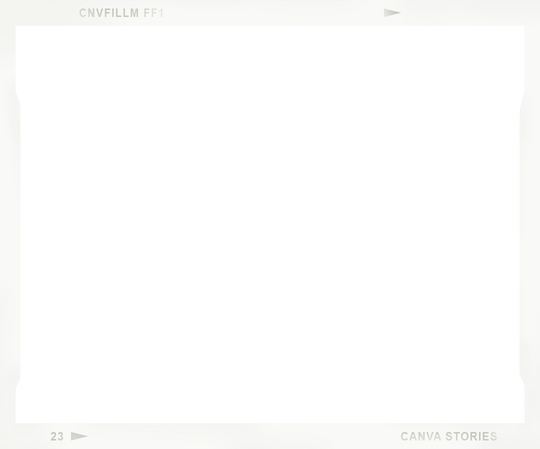 CNVFILLM FF1
23
CANVA STORIES